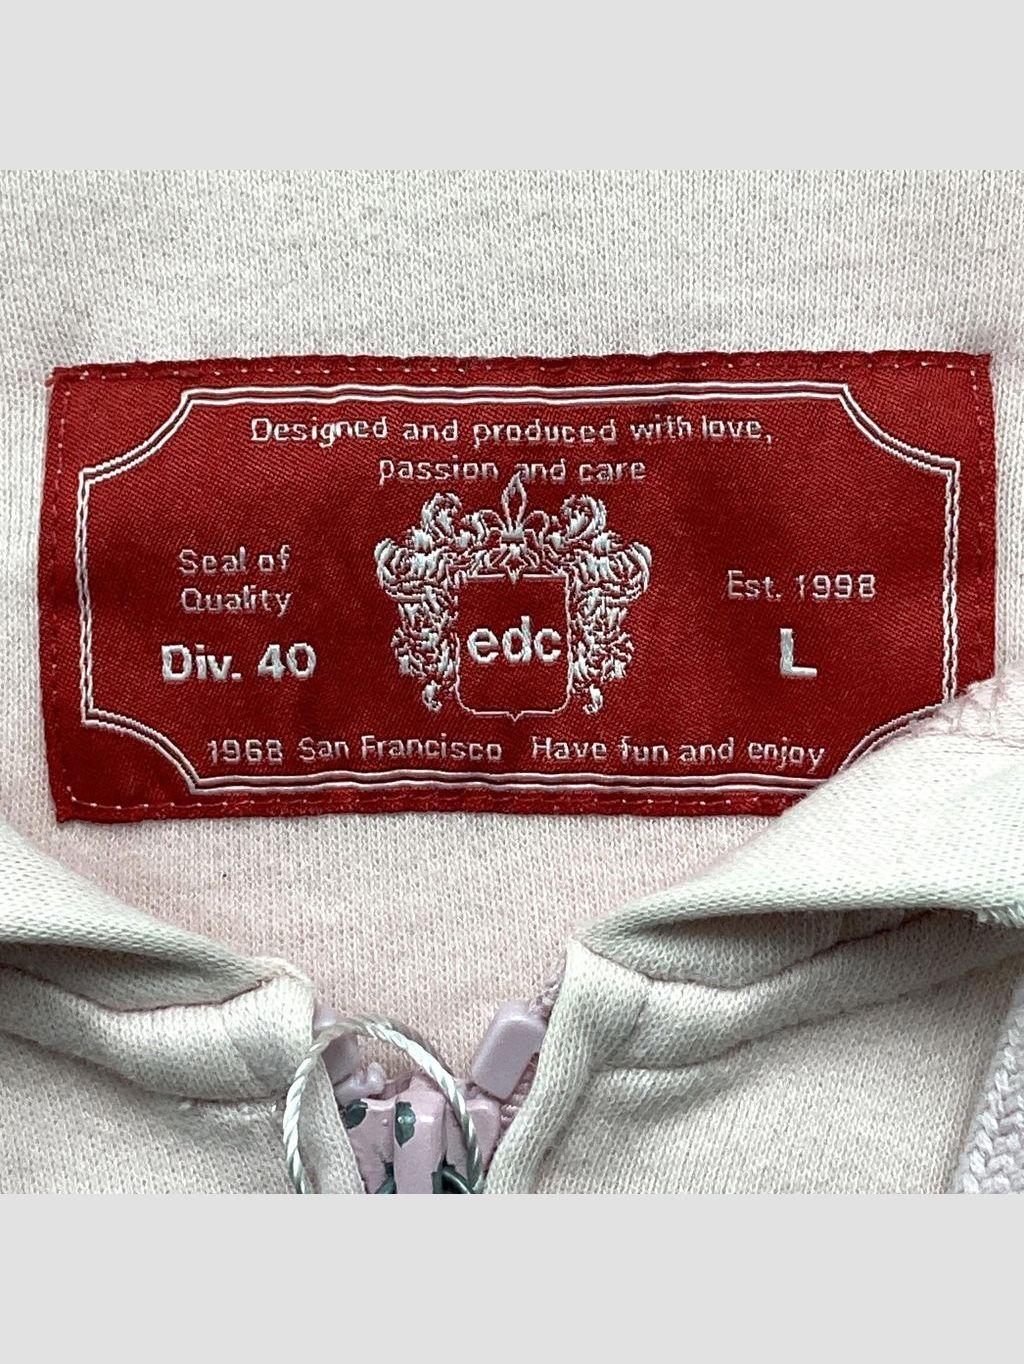 Designed and produced with love,
passion and care
Seal of
Quality
Div. 40
edc
Est. 1998
L
1968 San Francisco Have fun and enjoy